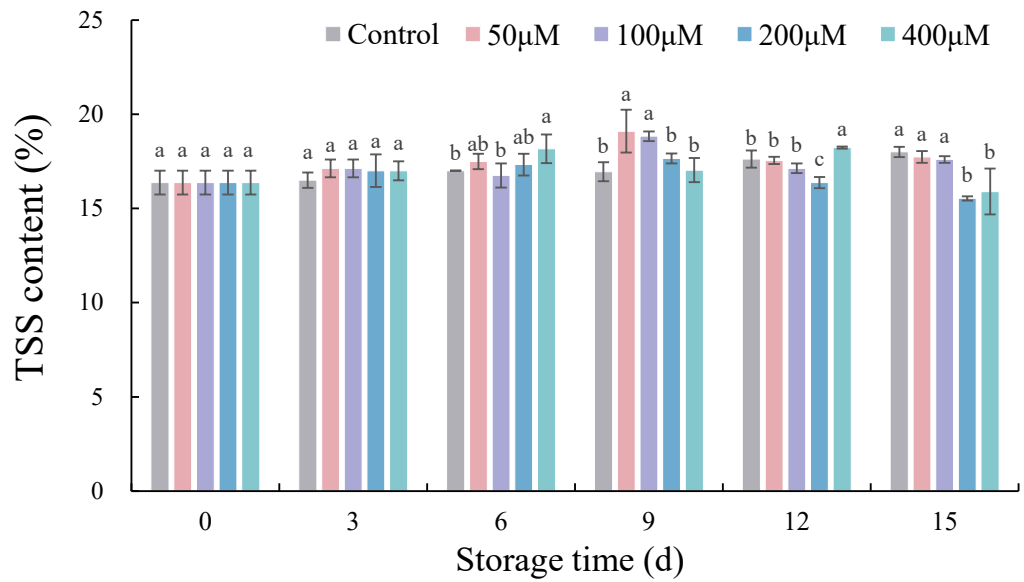 Control 50μM 100μM 200μM 400μM
TSS content (%)
25
20
15
10
5
0
a a a a a
a a a a a
b ab b ab a
b a a b b
b b b c a
a a a b b
0 3 6 9 12 15
Storage time (d)